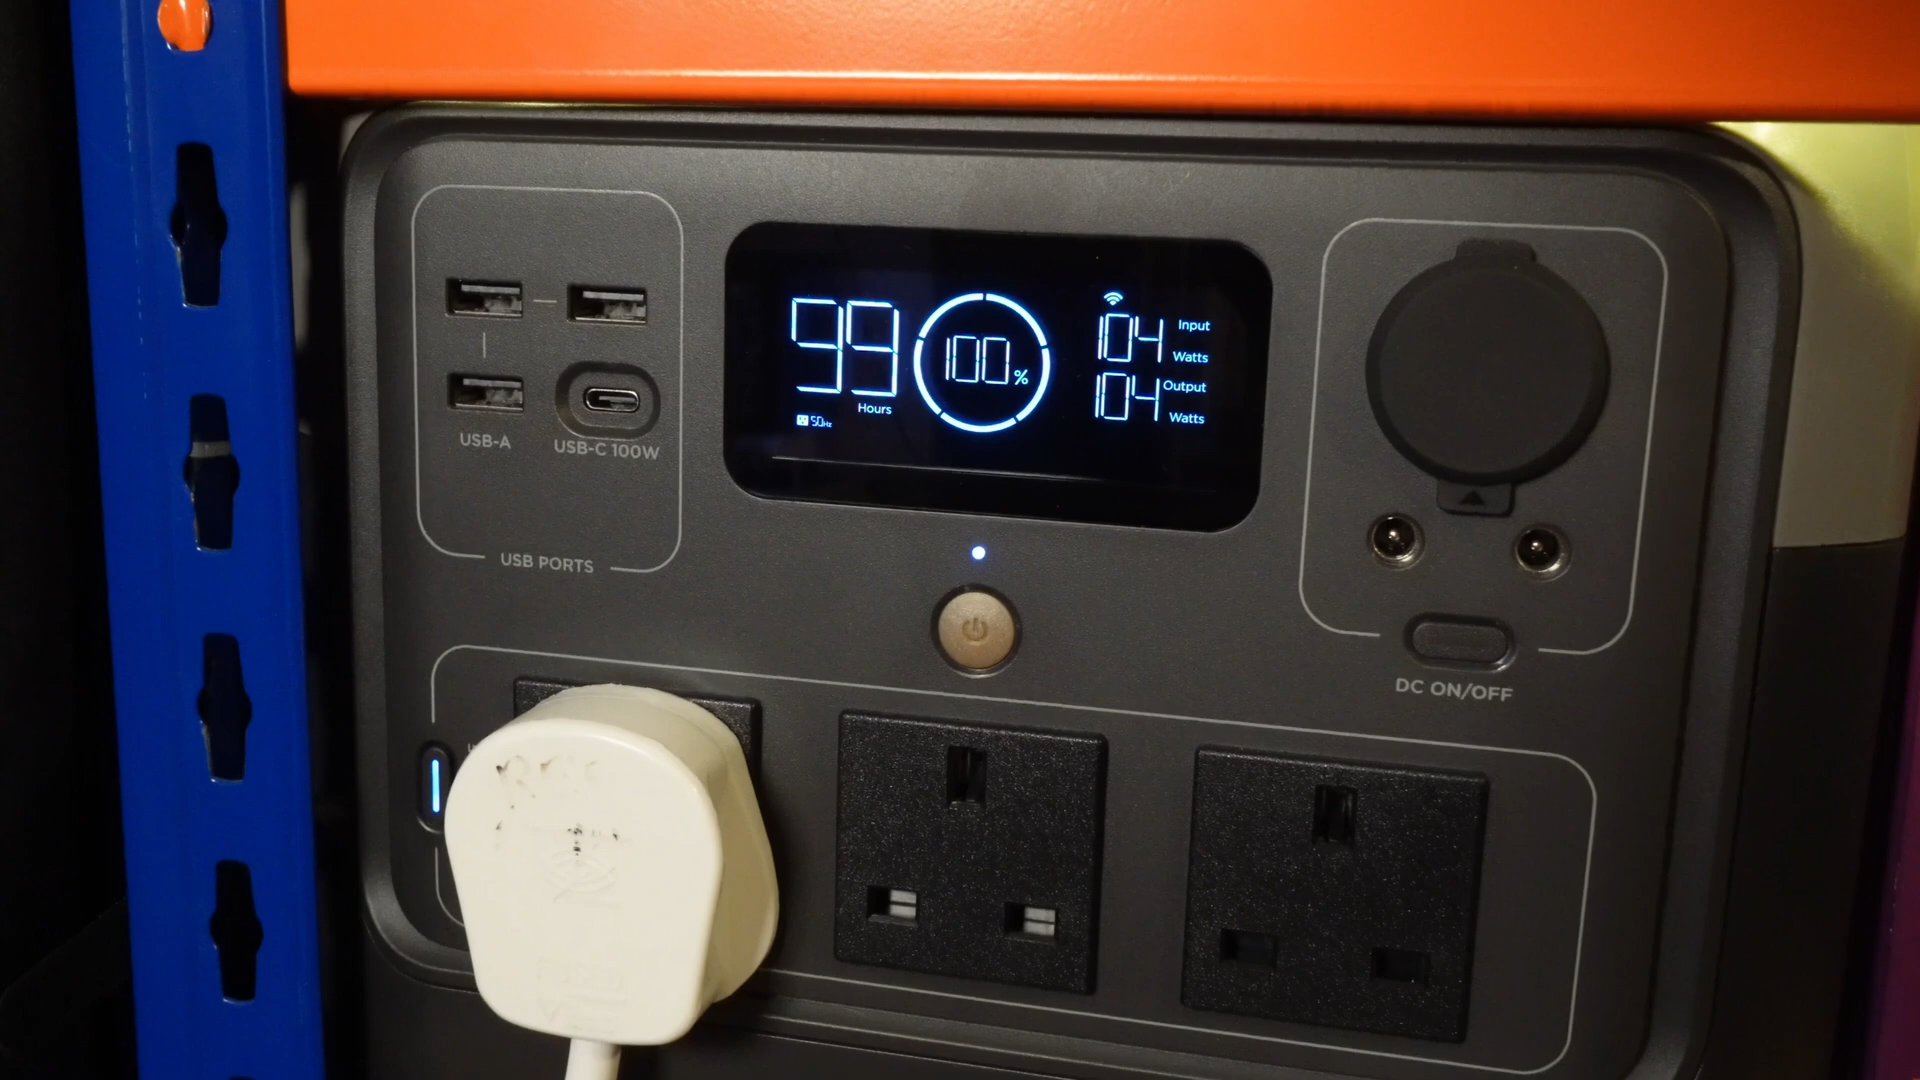 USB-A
USB-C 100W
USB PORTS
99
Hours
50Hz
100%
104 Input
Watts
104 Output
Watts
DC ON/OFF